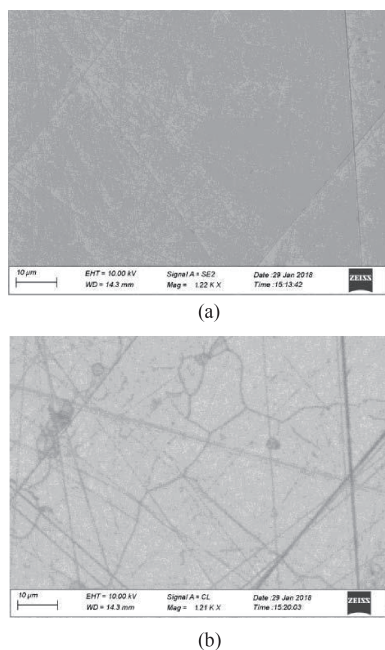 10 µm
EHT = 10.00 kV
Signal A = SE2
Date :29 Jan 2018
WD = 14.3 mm
Mag = 1.22 K X
Time :15:13:42
ZEISS
(a)
10 µm
EHT = 10.00 kV
Signal A = CL
Date :29 Jan 2018
WD = 14.3 mm
Mag = 1.21 K X
Time :15:20:03
ZEISS
(b)